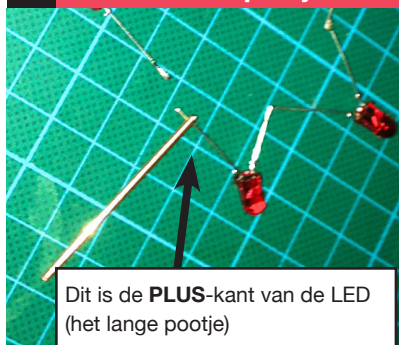 Dit is de PLUS-kant van de LED
(het lange pootje)